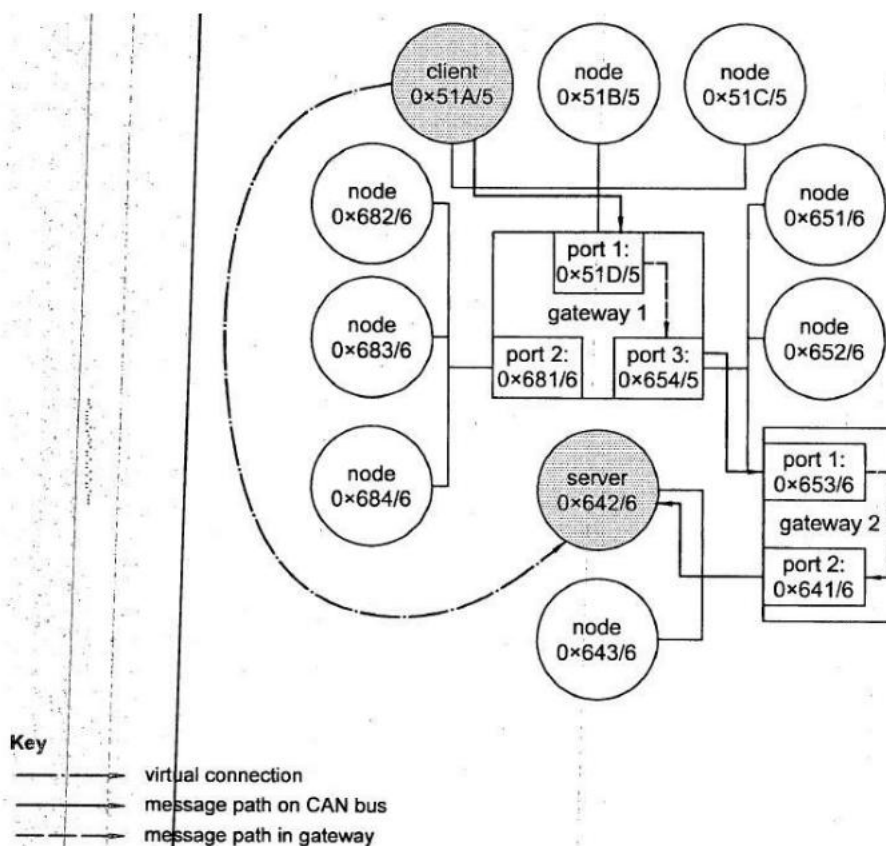 client
0×51A/5
node
0×51B/5
node
0×51C/5
node
0×682/6
node
0×651/6
port 1:
0×51D/5
gateway 1
node
0×683/6
port 2:
0×681/6
port 3:
0×654/5
node
0×652/6
node
0×684/6
server
0×642/6
port 1:
0×653/6
gateway 2
port 2:
0×641/6
node
0×643/6
Key
virtual connection
message path on CAN bus
message path in gateway